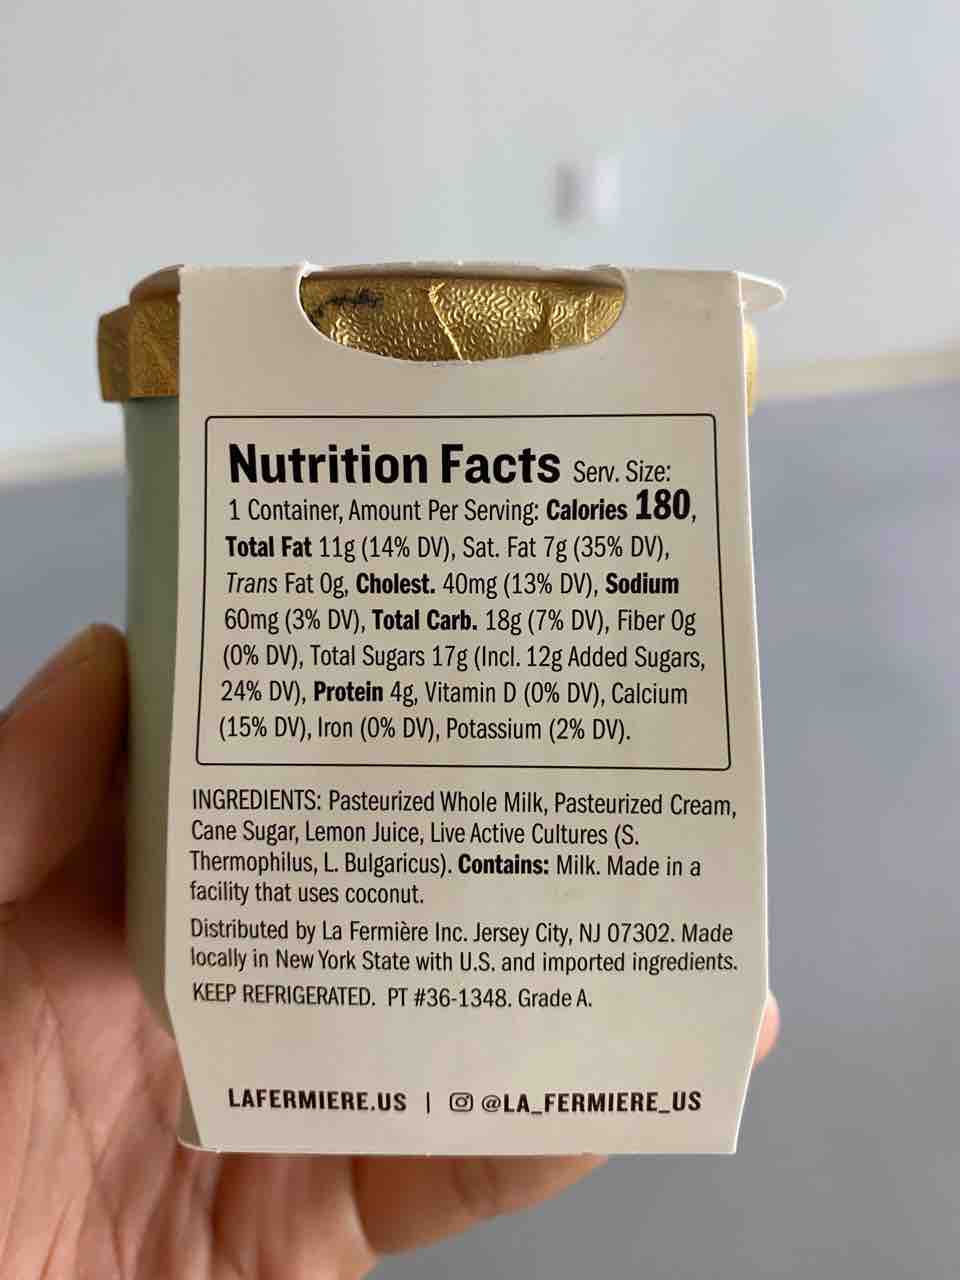 Nutrition Facts Serv. Size:
1 Container, Amount Per Serving: Calories 180,
Total Fat 11g (14% DV), Sat. Fat 7g (35% DV),
Trans Fat 0g, Cholest. 40mg (13% DV), Sodium
60mg (3% DV), Total Carb. 18g (7% DV), Fiber 0g
(0% DV), Total Sugars 17g (Incl. 12g Added Sugars,
24% DV), Protein 4g, Vitamin D (0% DV), Calcium
(15% DV), Iron (0% DV), Potassium (2% DV).
INGREDIENTS: Pasteurized Whole Milk, Pasteurized Cream,
Cane Sugar, Lemon Juice, Live Active Cultures (S.
Thermophilus, L. Bulgaricus). Contains: Milk. Made in a
facility that uses coconut.
Distributed by La Fermière Inc. Jersey City, NJ 07302. Made
locally in New York State with U.S. and imported ingredients.
KEEP REFRIGERATED. PT #36-1348. Grade A.
LAFERMIERE.US | @LA_FERMIERE_US